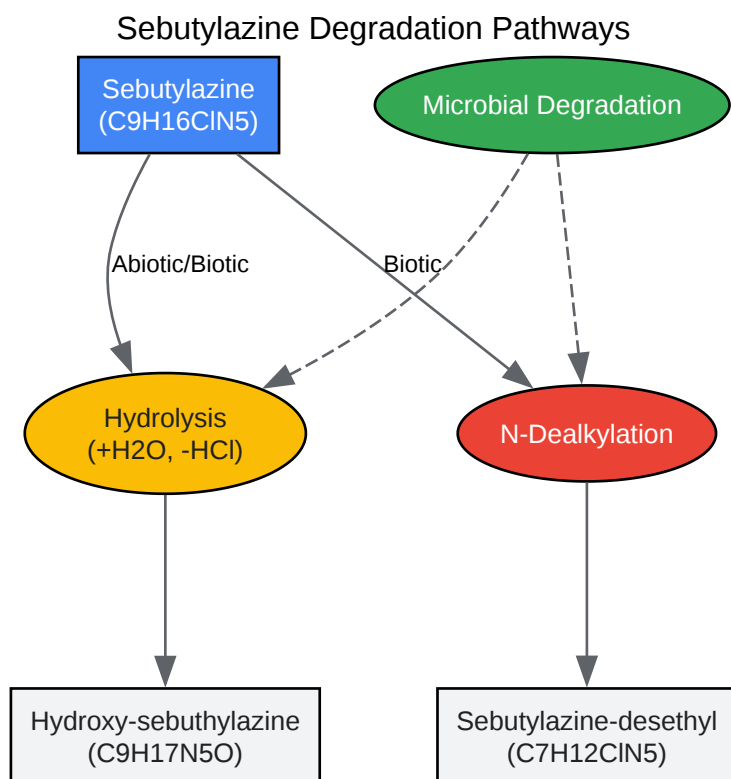 Sebutylazine Degradation Pathways
Sebutylazine
(C9H16ClN5)
Microbial Degradation
Abiotic/Biotic
Biotic
Hydrolysis
(+H2O, -HCl)
N-Dealkylation
Hydroxy-sebuthylazine
(C9H17N5O)
Sebutylazine-desethyl
(C7H12ClN5)